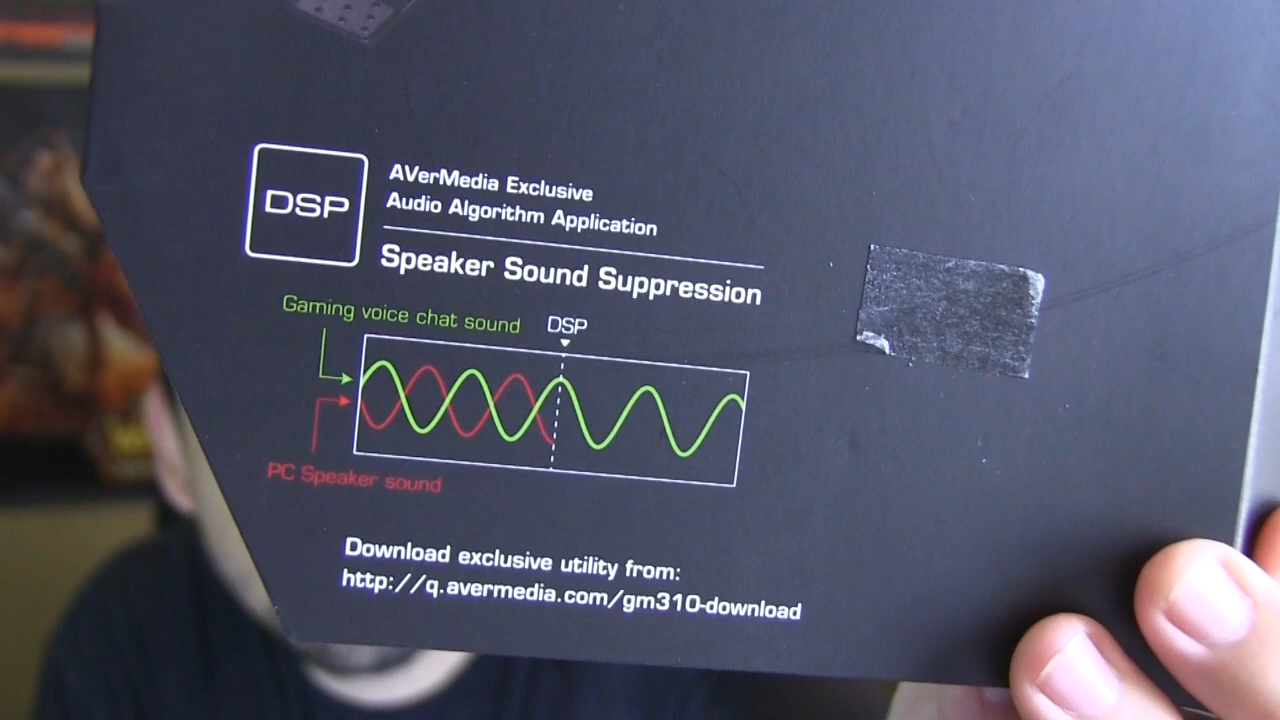 DSP
AVerMedia Exclusive
Audio Algorithm Application
Speaker Sound Suppression
Gaming voice chat sound
DSP
PC Speaker sound
Download exclusive utility from:
http://q.avermedia.com/gm310-download